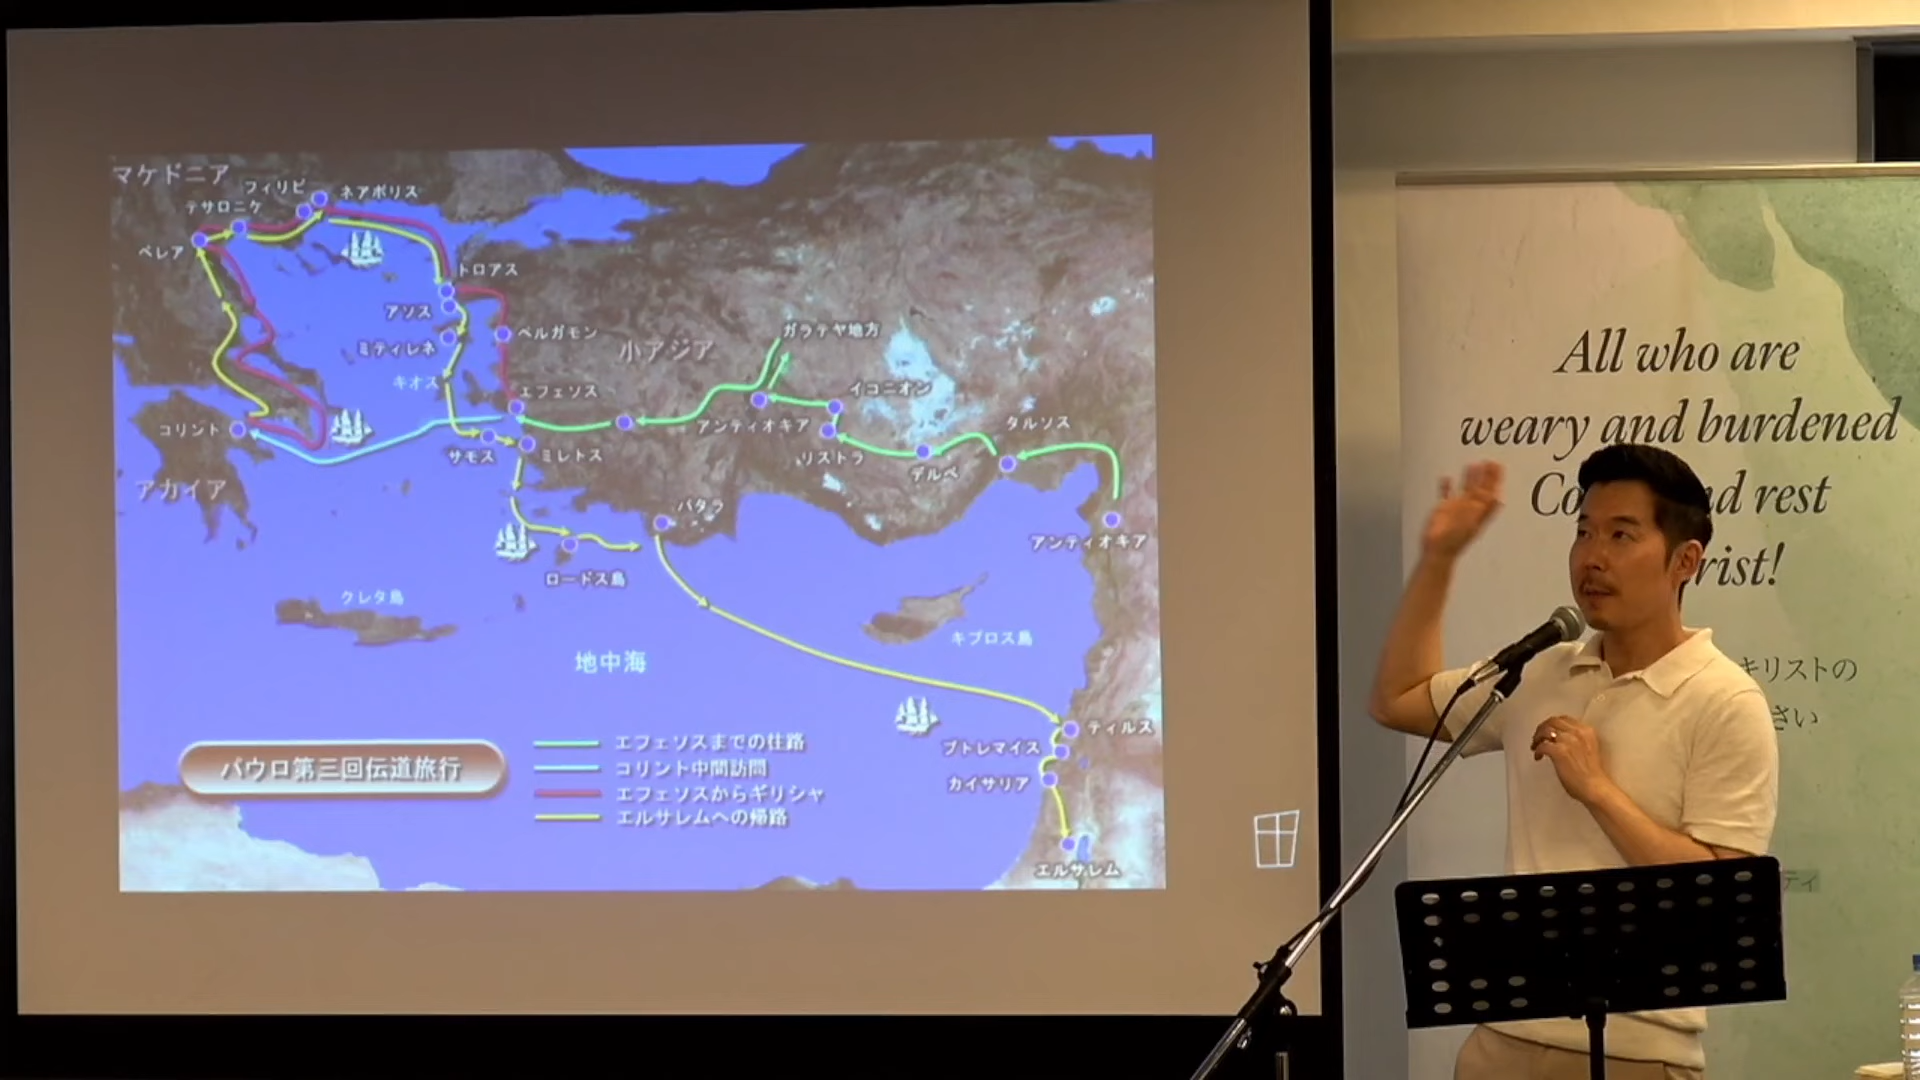 マケドニア
フィリピ
ネアポリス
テサロニケ
ベレア
トロアス
アソス
ペルガモン
ガラテヤ地方
ミティレネ
小アジア
キオス
エフェソス
イコニオン
コリント
アンティオキア
タルソス
サモス
ミレトス
リストラ
デルベ
アカイア
パタラ
アンティオキア
ロードス島
クレタ島
キプロス島
地中海
ティルス
プトレマイス
カイサリア
エルサレム
パウロ第三回伝道旅行
エフェソスまでの往路
コリント中間訪問
エフェソスからギリシャ
エルサレムへの帰路
All who are
weary and burdened
rest
キリストの
さい
ティ